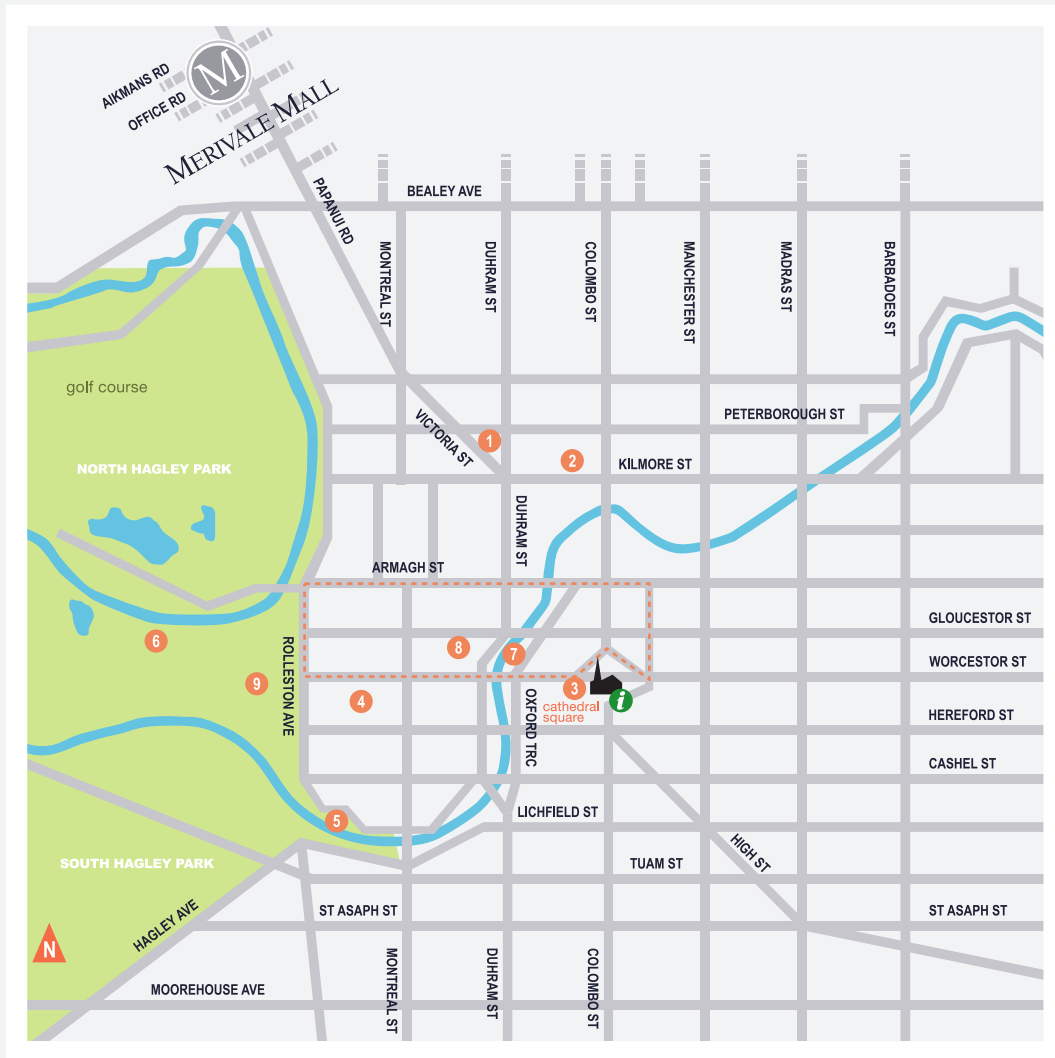 AIKMANS RD
M
OFFICE RD
MERIVALE MALL
PAPANUI RD
BEALEY AVE
MONTREAL ST
DUHRAM ST
COLOMBO ST
MANCHESTER ST
MADRAS ST
BARBADOES ST
golf course
PETERBOROUGH ST
VICTORIA ST
1
2
KILMORE ST
NORTH HAGLEY PARK
DUHRAM ST
ARMAGH ST
GLOUCESTOR ST
6
ROLLESTON AVE
8
7
WORCESTOR ST
9
4
3
i
cathedral
square
OXFORD TRC
HEREFORD ST
CASHEL ST
5
LICHFIELD ST
SOUTH HAGLEY PARK
TUAM ST
HIGH ST
HAGLEY AVE
ST ASAPH ST
ST ASAPH ST
N
MOOREHOUSE AVE
MONTREAL ST
DUHRAM ST
COLOMBO ST